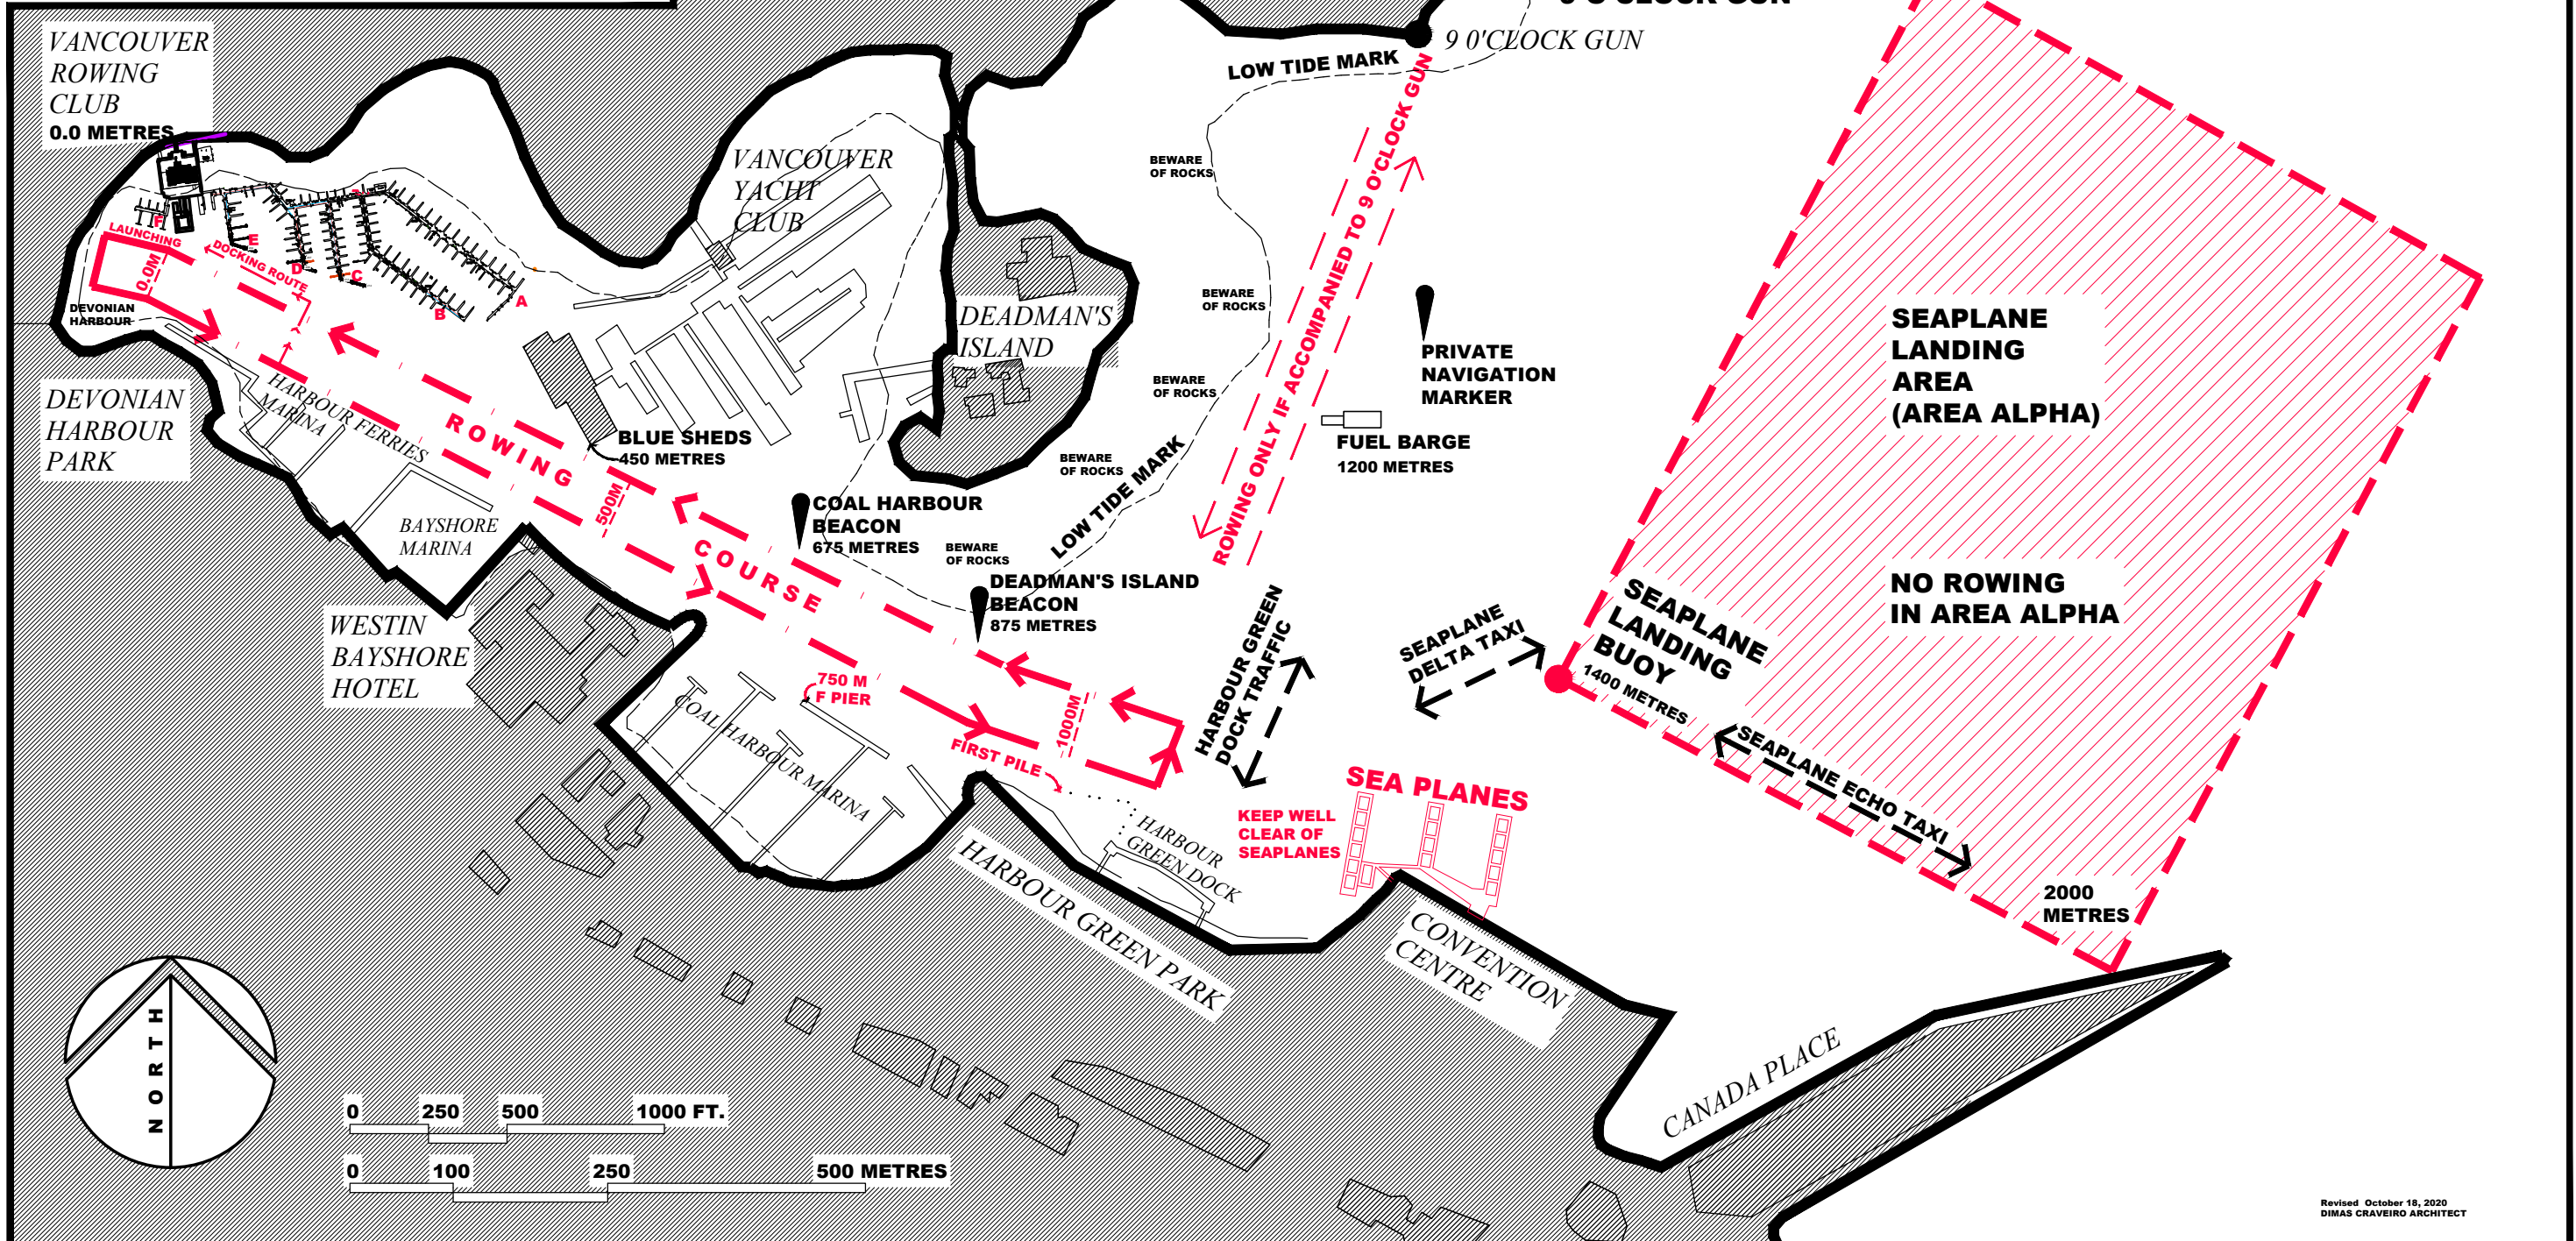 9 O'CLOCK GUN
VANCOUVER
ROWING
CLUB
0.0 METRES
9 0'CLOCK GUN
LOW TIDE MARK
VANCOUVER
YACHT
CLUB
BEWARE
OF ROCKS
F
LAUNCHING
0.0M
DOCKING ROUTE
E
D
C
B
A
DEVONIAN
HARBOUR
DEADMAN'S
ISLAND
BEWARE
OF ROCKS
ROWING ONLY IF ACCOMPANIED TO 9 O'CLOCK GUN
PRIVATE
NAVIGATION
MARKER
SEAPLANE
LANDING
AREA
(AREA ALPHA)
DEVONIAN
HARBOUR
PARK
HARBOUR FERRIES
MARINA
BEWARE
OF ROCKS
FUEL BARGE
1200 METRES
ROWING
BLUE SHEDS
450 METRES
BEWARE
OF ROCKS
LOW TIDE MARK
500M
BAYSHORE
MARINA
COAL HARBOUR
BEACON
675 METRES
BEWARE
OF ROCKS
COURSE
DEADMAN'S ISLAND
BEACON
875 METRES
NO ROWING
IN AREA ALPHA
WESTIN
BAYSHORE
HOTEL
750 M
F PIER
COAL HARBOUR MARINA
FIRST PILE
1000M
HARBOUR GREEN
DOCK TRAFFIC
SEAPLANE
DELTA TAXI
SEAPLANE
LANDING
BUOY
1400 METRES
SEAPLANE ECHO TAXI
SEA PLANES
KEEP WELL
CLEAR OF
SEAPLANES
HARBOUR
GREEN DOCK
HARBOUR GREEN PARK
CONVENTION
CENTRE
2000
METRES
CANADA PLACE
NORTH
0 250 500 1000 FT.
0 100 250 500 METRES
Revised October 18, 2020
DIMAS CRAVEIRO ARCHITECT